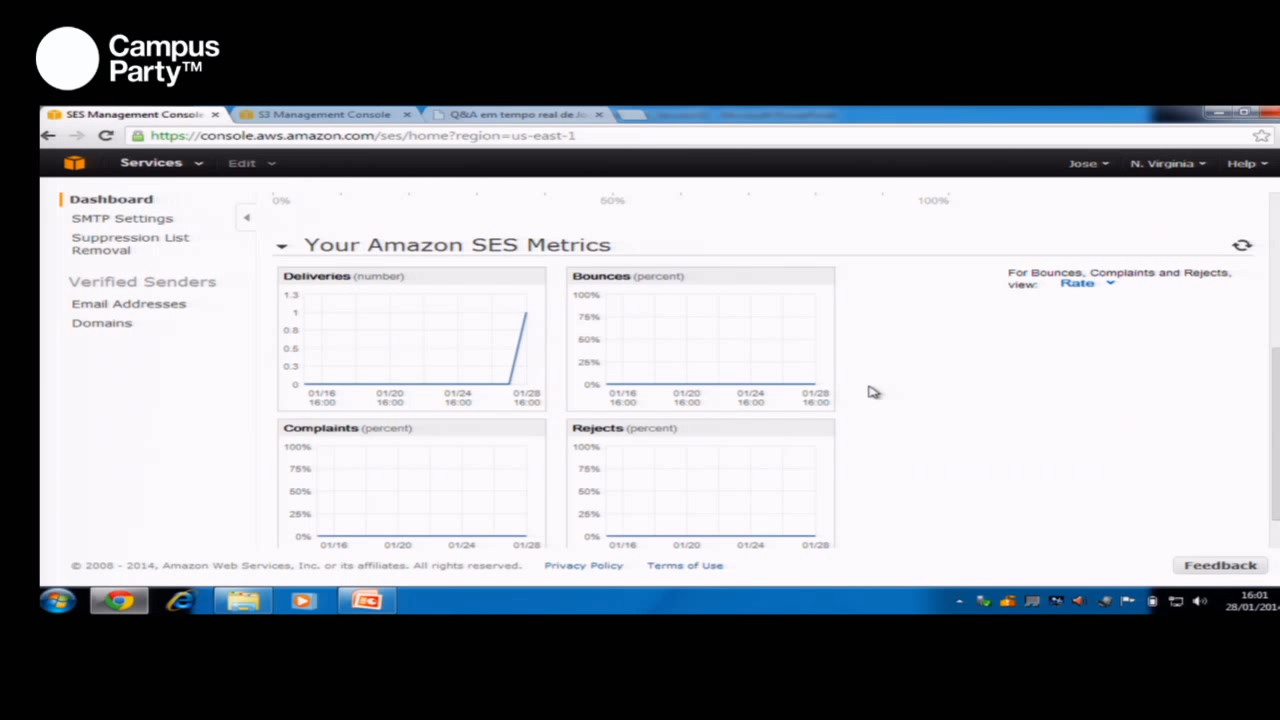 Campus
Party™
SES Management Console
S3 Management Console
Q&A em tempo real de Jo
https://console.aws.amazon.com/ses/home?region=us-east-1
Services
Edit
Jose
N. Virginia
Help
Dashboard
SMTP Settings
Suppression List
Removal
Verified Senders
Email Addresses
Domains
0%
50%
100%
Your Amazon SES Metrics
For Bounces, Complaints and Rejects,
view: Rate
Deliveries (number)
1.3
1
0.8
0.5
0.3
0
01/16 01/20 01/24 01/28
16:00 16:00 16:00 16:00
Bounces (percent)
100%
75%
50%
25%
0%
01/16 01/20 01/24 01/28
16:00 16:00 16:00 16:00
Complaints (percent)
100%
75%
50%
25%
0%
01/16 01/20 01/24 01/28
Rejects (percent)
100%
75%
50%
25%
0%
01/16 01/20 01/24 01/28
© 2008 - 2014, Amazon Web Services, Inc. or its affiliates. All rights reserved. Privacy Policy Terms of Use
Feedback
16:01
28/01/2014